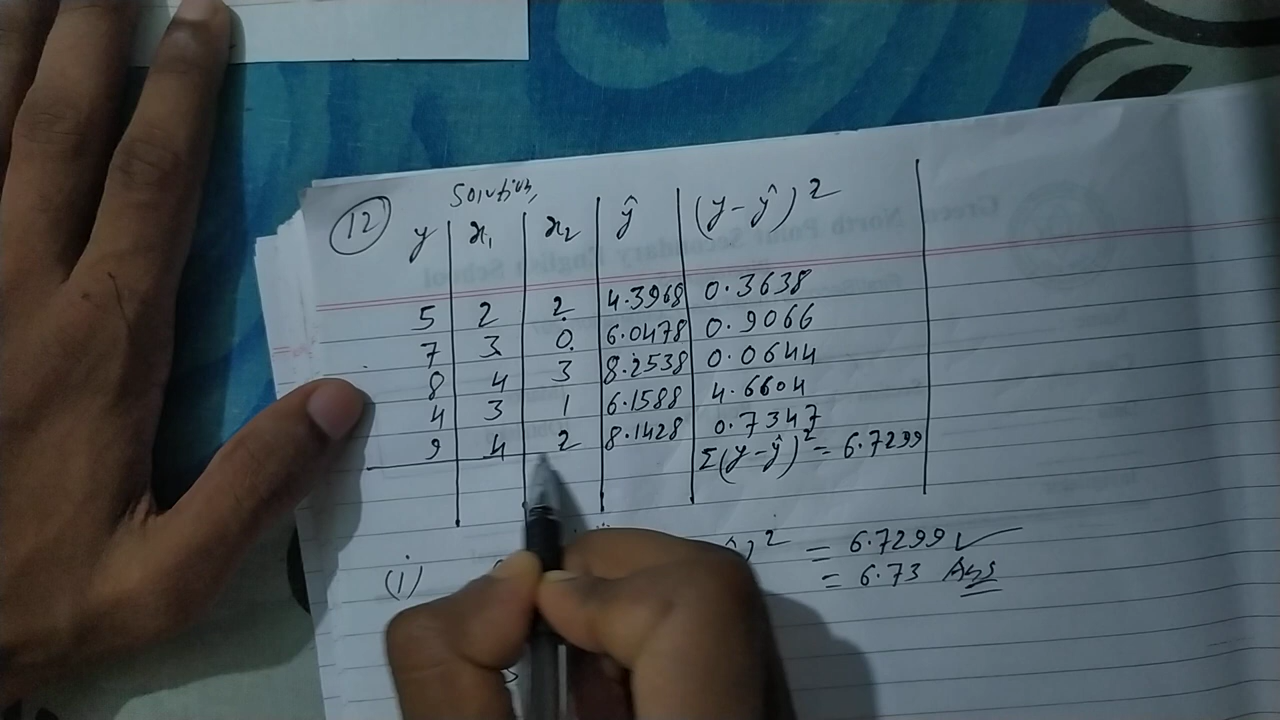 Solution,
12 y x₁ x₂ ŷ (y-ŷ)²
5 2 2 4.3968 0.3638
7 3 0 6.0478 0.9066
8 4 3 8.2538 0.0644
4 3 1 6.1588 4.6604
9 4 2 8.1428 0.7347
Σ(y-ŷ)² = 6.7299
(i) = 6.7299 ✓
= 6.73 Ans